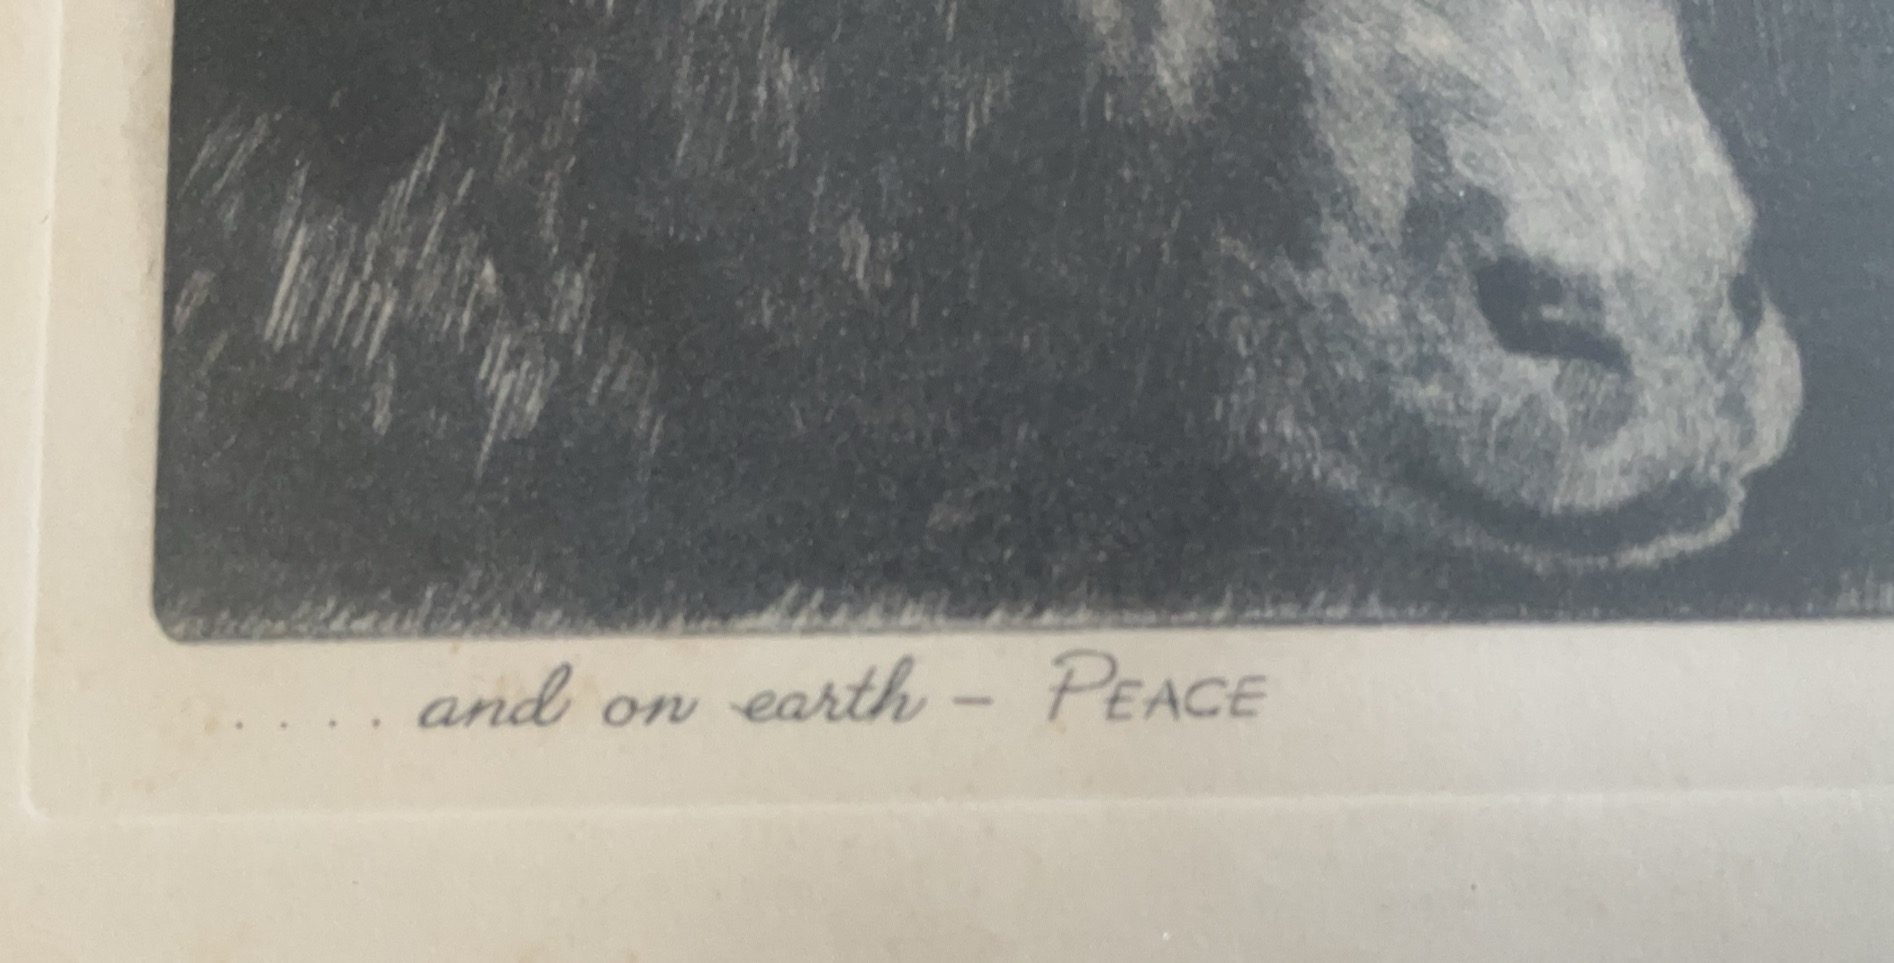 . . . . . and on earth – PEACE